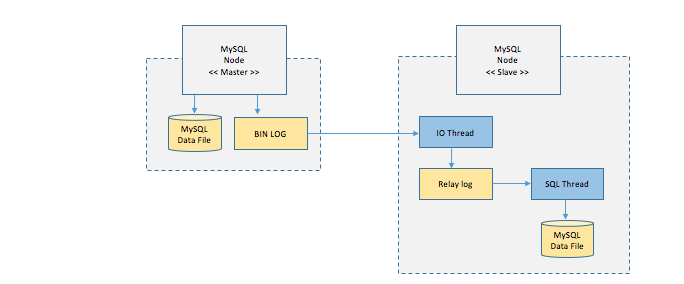 MySQL
Node
<< Master >>
MySQL
Data File
BIN LOG
MySQL
Node
<< Slave >>
IO Thread
Relay log
SQL Thread
MySQL
Data File